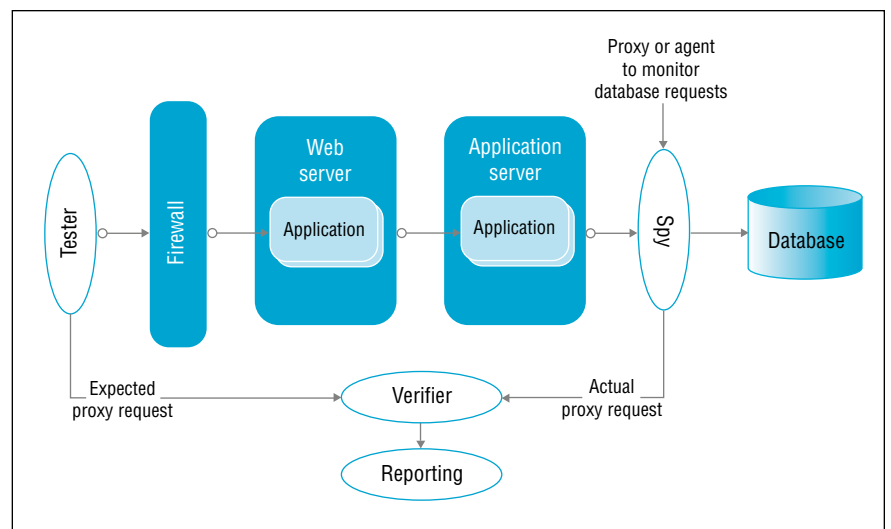 Proxy or agent
to monitor
database requests
Tester
Firewall
Web
server
Application
Application
server
Application
Spy
Database
Expected
proxy request
Verifier
Actual
proxy request
Reporting